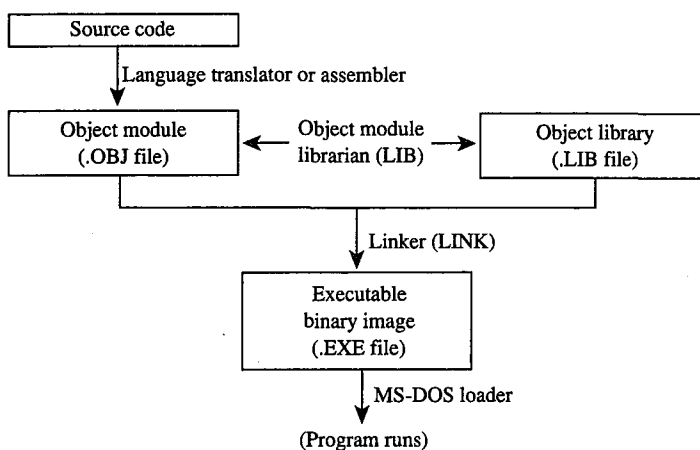 Source code
Language translator or assembler
Object module
(.OBJ file)
Object module
librarian (LIB)
Object library
(.LIB file)
Linker (LINK)
Executable
binary image
(.EXE file)
MS-DOS loader
(Program runs)